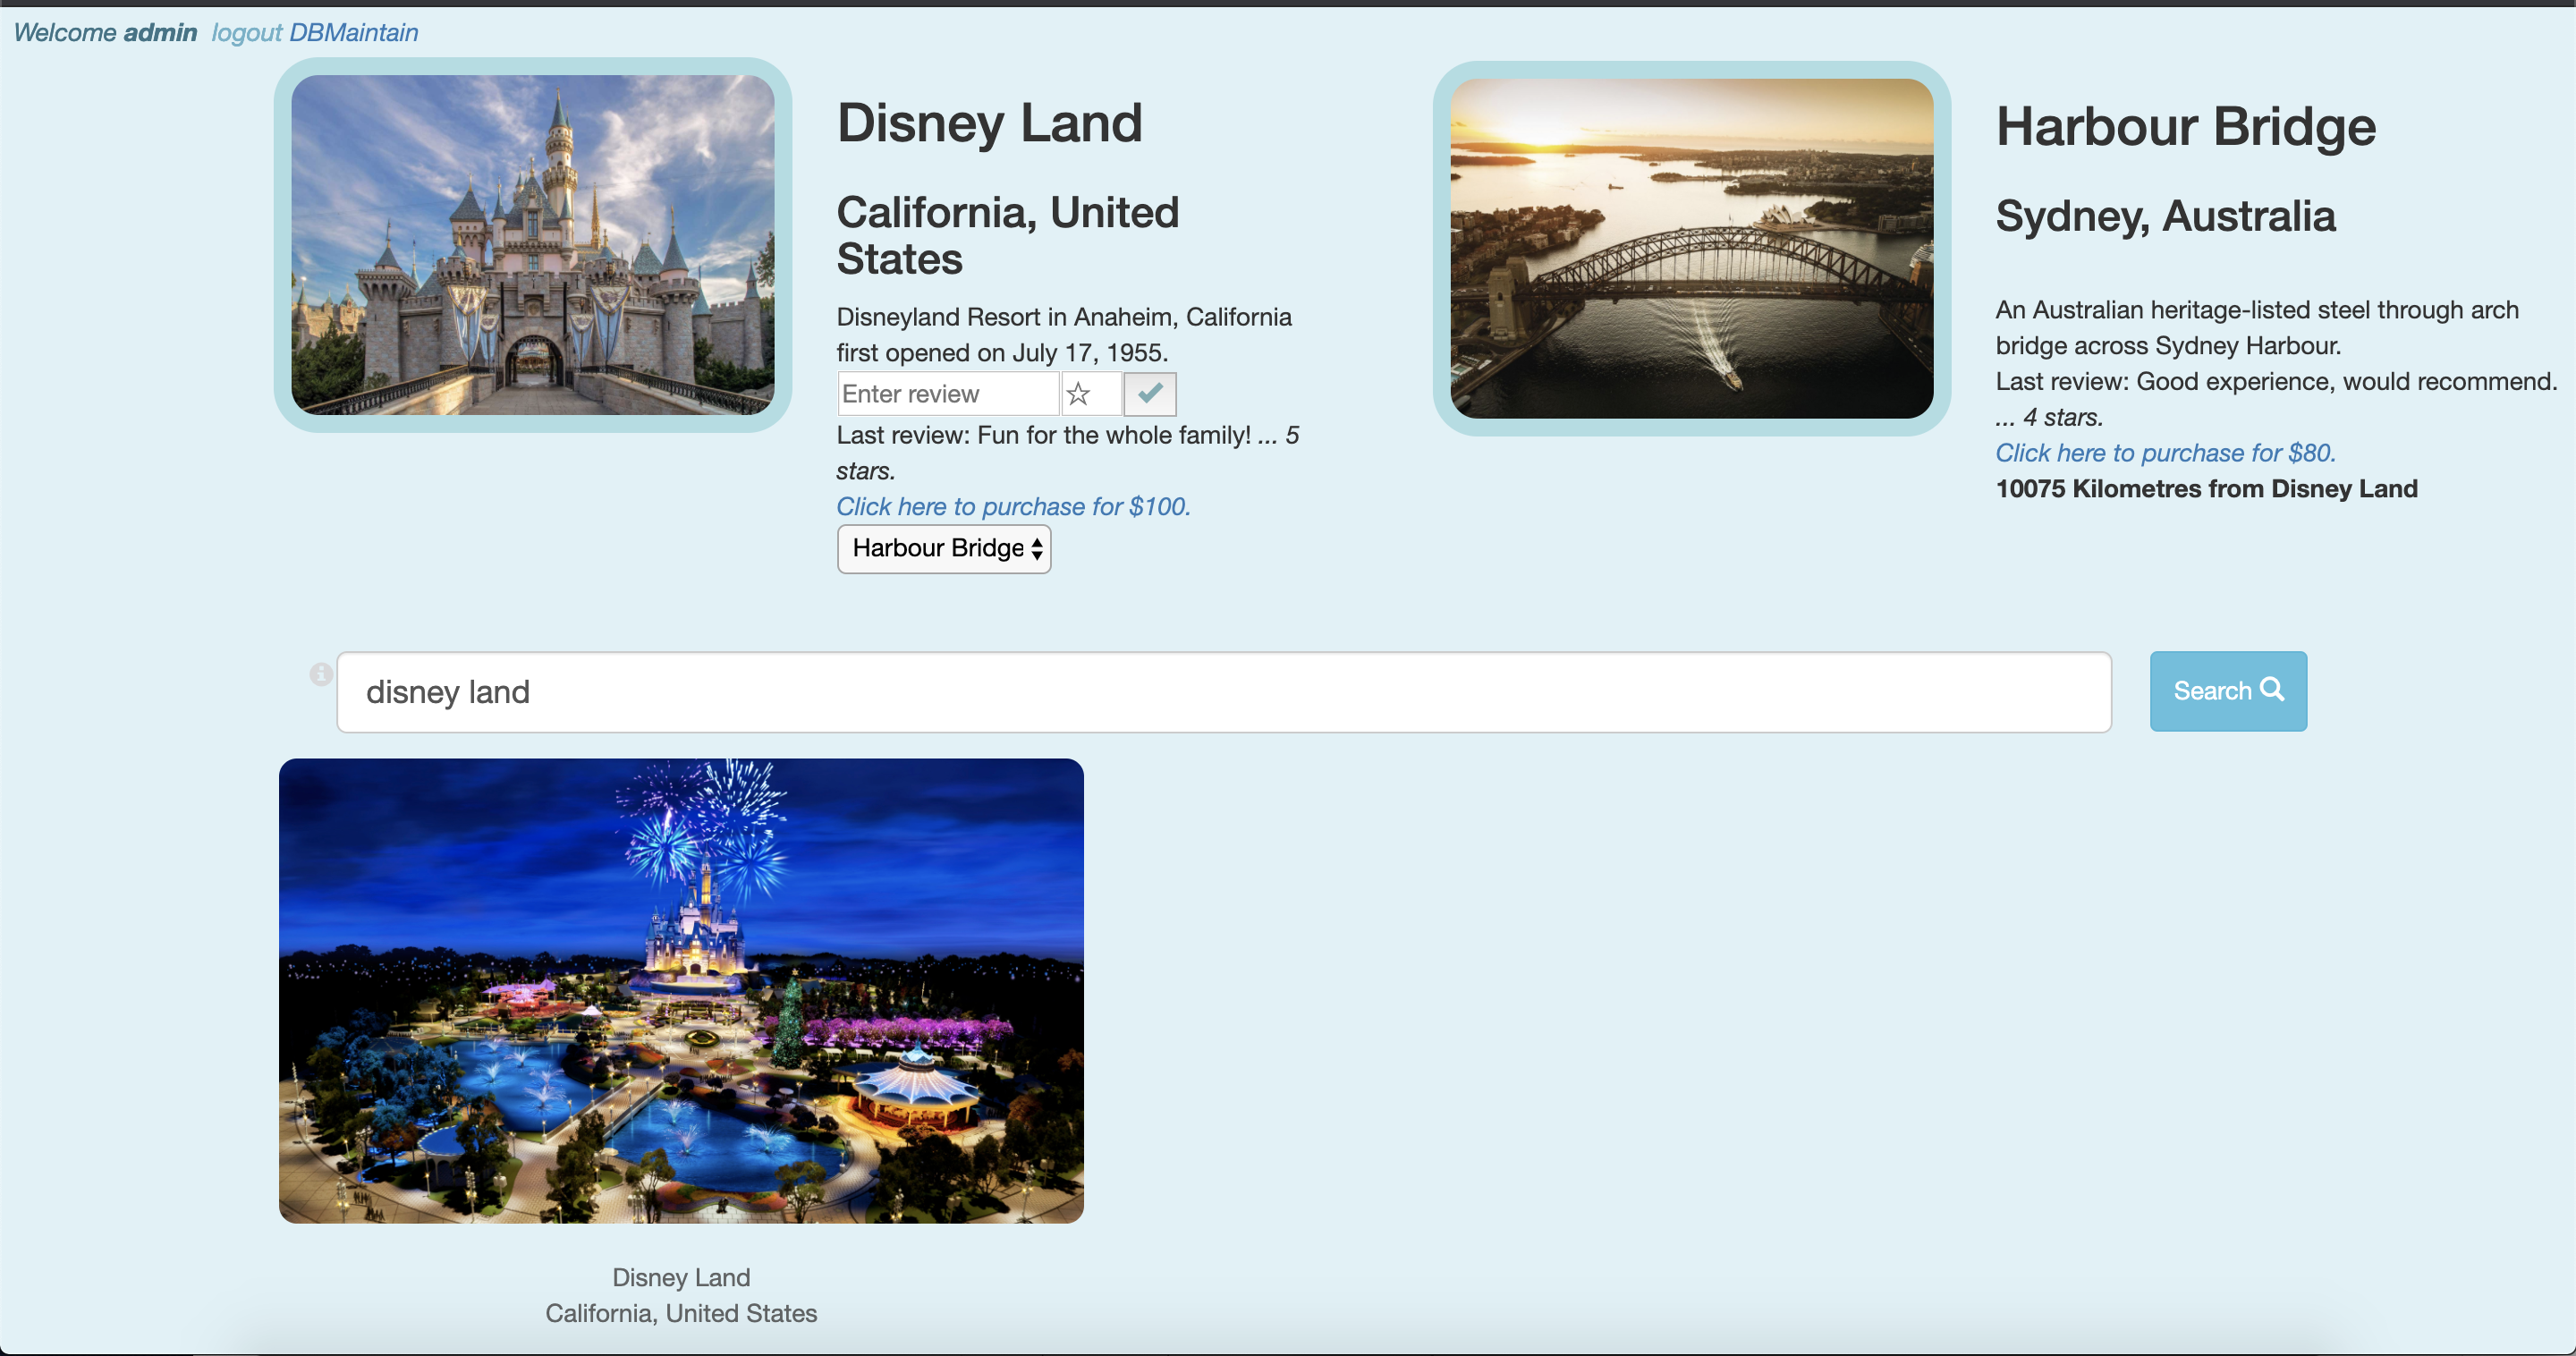 Welcome admin logout DBMaintain
Disney Land
California, United
States
Disneyland Resort in Anaheim, California
first opened on July 17, 1955.
Enter review
Last review: Fun for the whole family! ... 5
stars.
Click here to purchase for $100.
Harbour Bridge
Harbour Bridge
Sydney, Australia
An Australian heritage-listed steel through arch
bridge across Sydney Harbour.
Last review: Good experience, would recommend.
... 4 stars.
Click here to purchase for $80.
10075 Kilometres from Disney Land
disney land
Search
Disney Land
California, United States